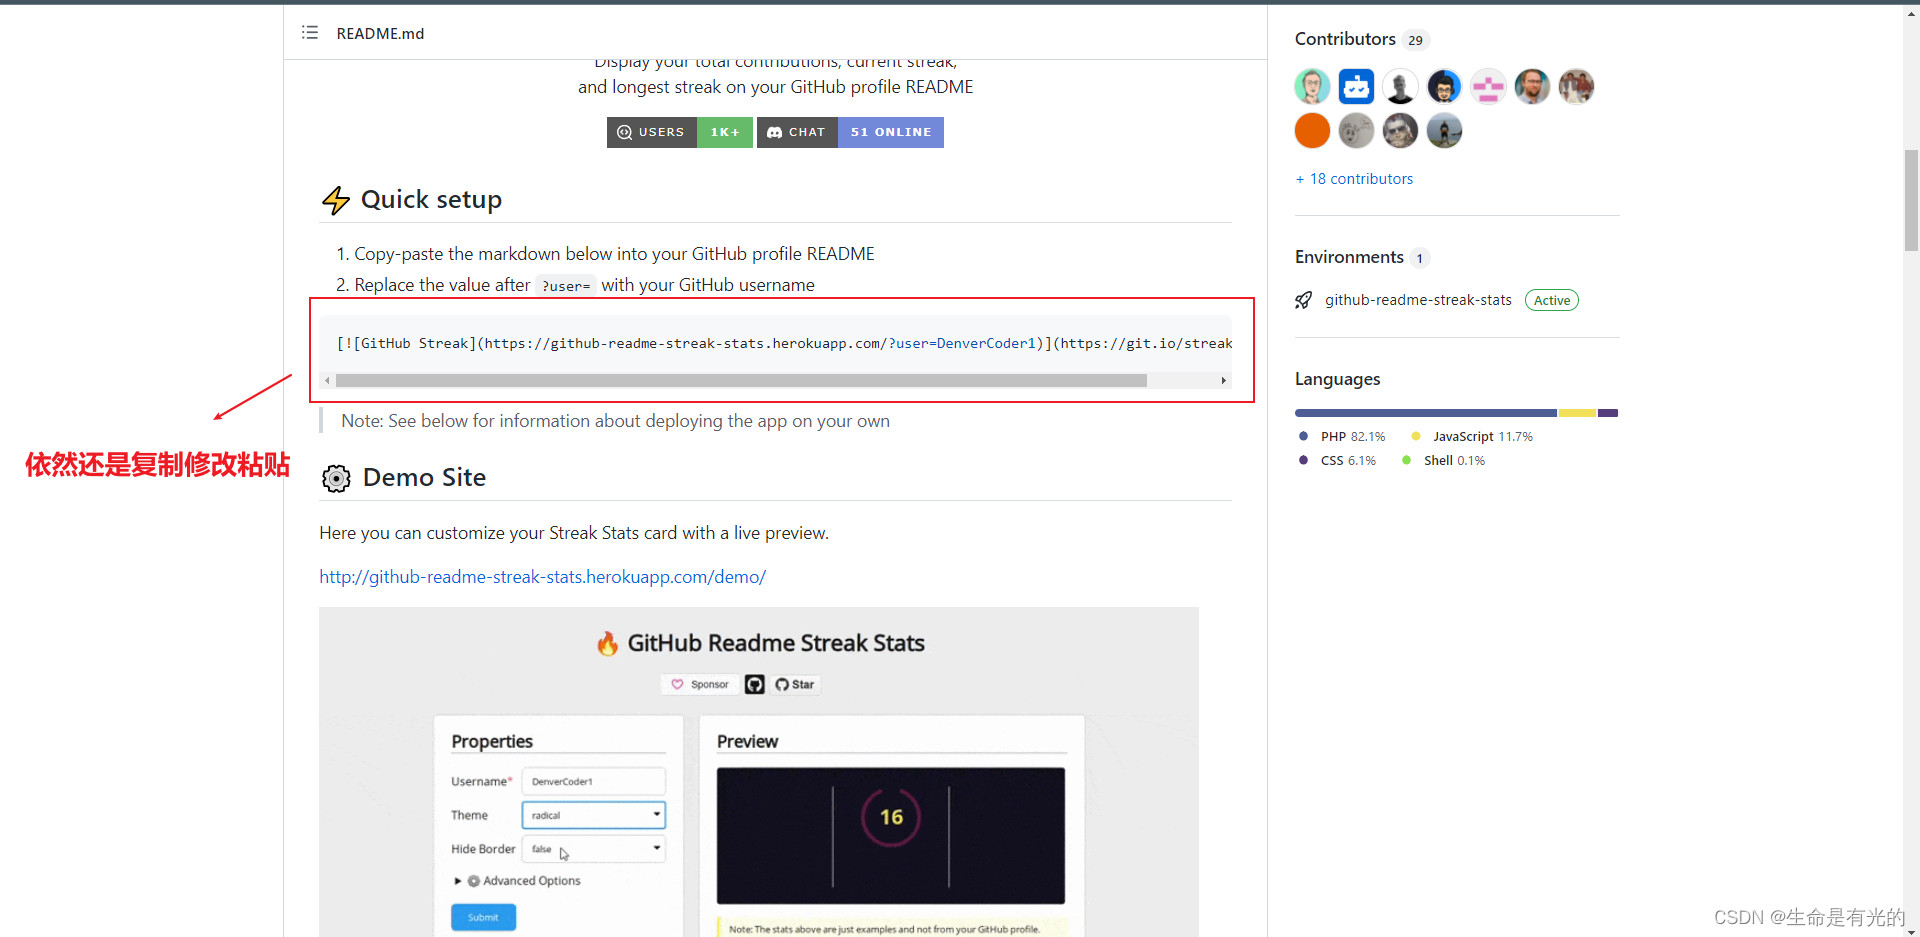 README.md
Display your total contributions, current streak,
and longest streak on your GitHub profile README
USERS 1K+ CHAT 51 ONLINE
Quick setup
1. Copy-paste the markdown below into your GitHub profile README
2. Replace the value after ?user= with your GitHub username
[![GitHub Streak](https://github-readme-streak-stats.herokuapp.com/?user=DenverCoder1)](https://git.io/streak
Note: See below for information about deploying the app on your own
依然还是复制修改粘贴
Demo Site
Here you can customize your Streak Stats card with a live preview.
http://github-readme-streak-stats.herokuapp.com/demo/
GitHub Readme Streak Stats
Sponsor Star
Properties
Username* DenverCoder1
Theme radical
Hide Border false
Advanced Options
Submit
Preview
16
Note: The stats above are just examples and not from your GitHub profile.
Contributors 29
+ 18 contributors
Environments 1
github-readme-streak-stats Active
Languages
PHP 82.1% JavaScript 11.7%
CSS 6.1% Shell 0.1%
CSDN @生命是有光的